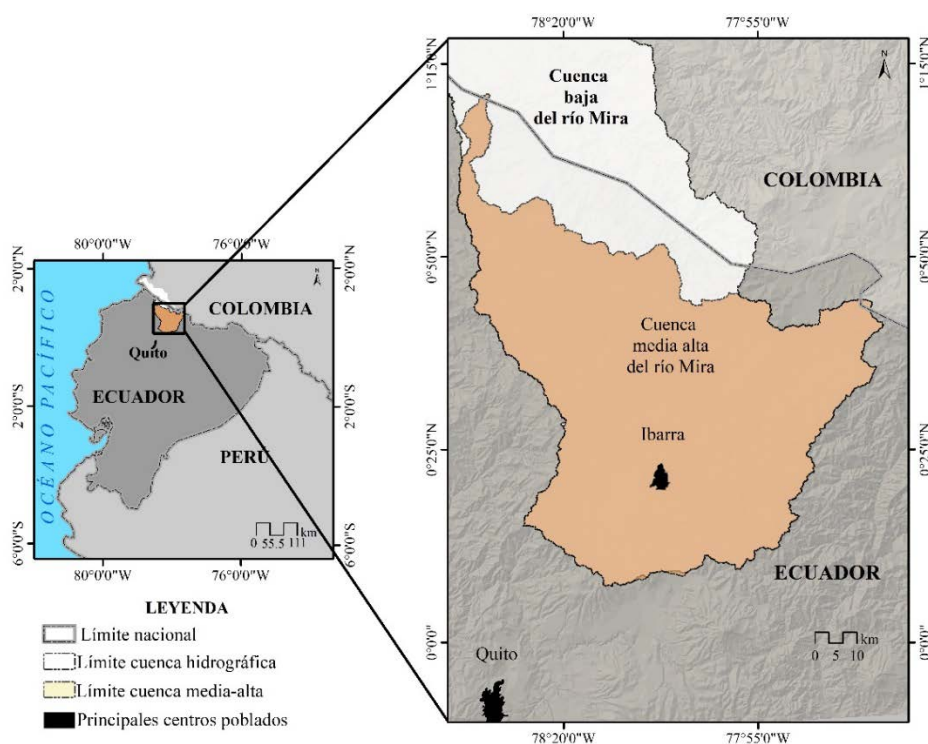 80°0'0"W 76°0'0"W
2°0'0"N
2°0'0"S
6°0'0"S
2°0'0"N
2°0'0"S
6°0'0"S
N
OCÉANO PACÍFICO
COLOMBIA
Quito
ECUADOR
PERÚ
km
0 55.5 111
80°0'0"W 76°0'0"W
LEYENDA
Límite nacional
Límite cuenca hidrográfica
Límite cuenca media-alta
Principales centros poblados
78°20'0"W 77°55'0"W
1°15'0"N
0°50'0"N
0°25'0"N
0°0'0"
1°15'0"N
0°50'0"N
0°25'0"N
0°0'0"
N
Cuenca
baja
del río Mira
COLOMBIA
Cuenca
media alta
del río Mira
Ibarra
ECUADOR
Quito
km
0 5 10
78°20'0"W 77°55'0"W